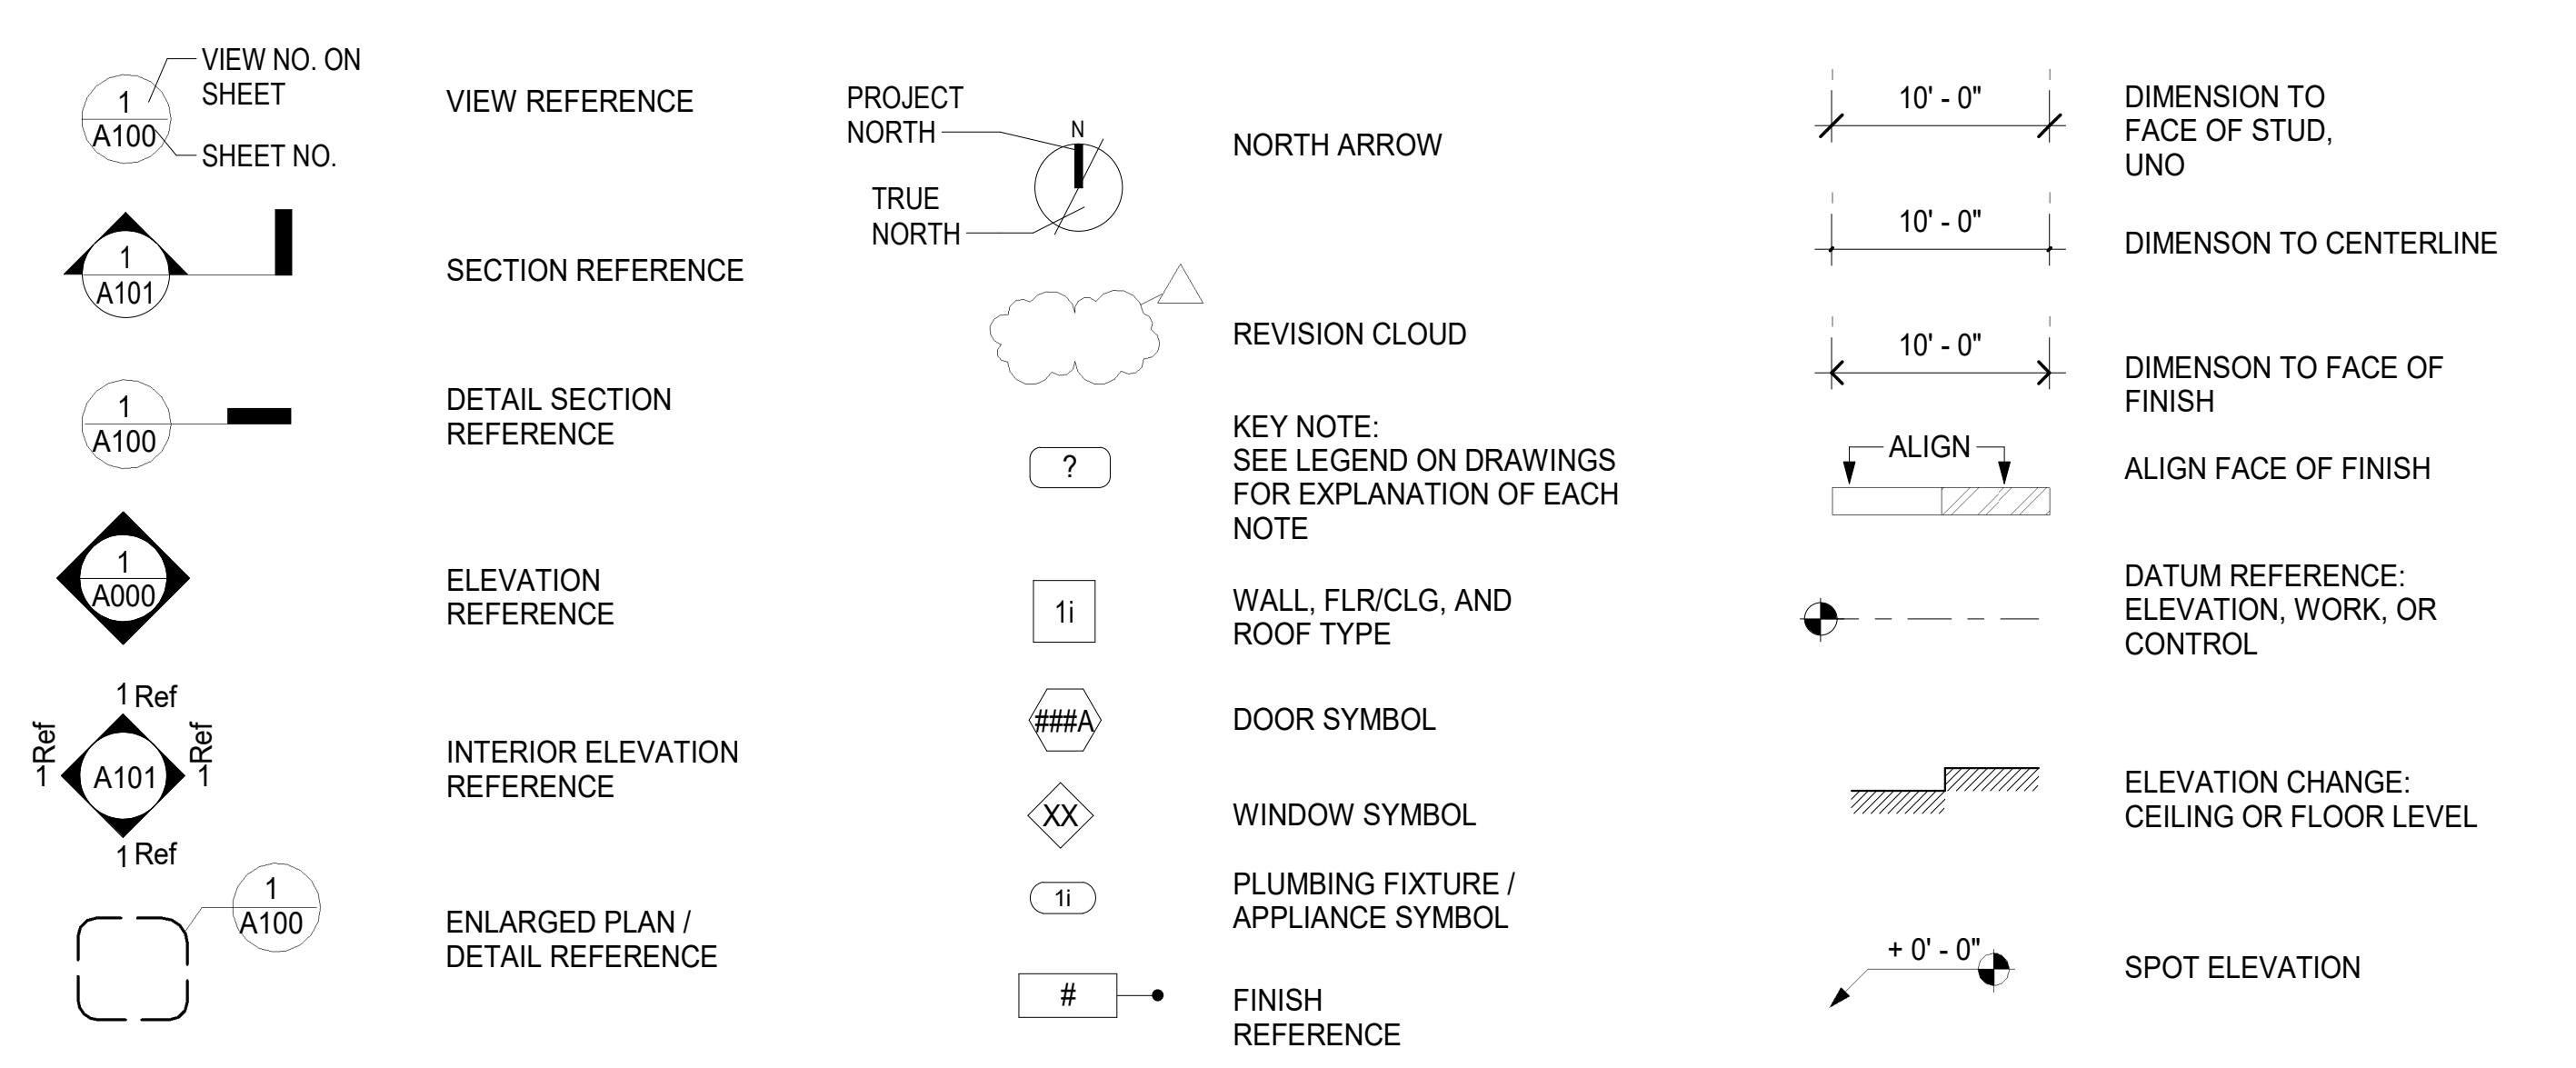 VIEW NO. ON
SHEET
1
A100
SHEET NO.
VIEW REFERENCE
1
A101
SECTION REFERENCE
1
A100
DETAIL SECTION
REFERENCE
1
A000
ELEVATION
REFERENCE
1 Ref
1 Ref
A101
1 Ref
1 Ref
INTERIOR ELEVATION
REFERENCE
1
A100
ENLARGED PLAN /
DETAIL REFERENCE
PROJECT
NORTH
N
TRUE
NORTH
NORTH ARROW
REVISION CLOUD
?
KEY NOTE:
SEE LEGEND ON DRAWINGS
FOR EXPLANATION OF EACH
NOTE
1i
WALL, FLR/CLG, AND
ROOF TYPE
###A
DOOR SYMBOL
XX
WINDOW SYMBOL
1i
PLUMBING FIXTURE /
APPLIANCE SYMBOL
#
FINISH
REFERENCE
10' - 0"
DIMENSION TO
FACE OF STUD,
UNO
10' - 0"
DIMENSON TO CENTERLINE
10' - 0"
DIMENSON TO FACE OF
FINISH
ALIGN
ALIGN FACE OF FINISH
DATUM REFERENCE:
ELEVATION, WORK, OR
CONTROL
ELEVATION CHANGE:
CEILING OR FLOOR LEVEL
+ 0' - 0"
SPOT ELEVATION